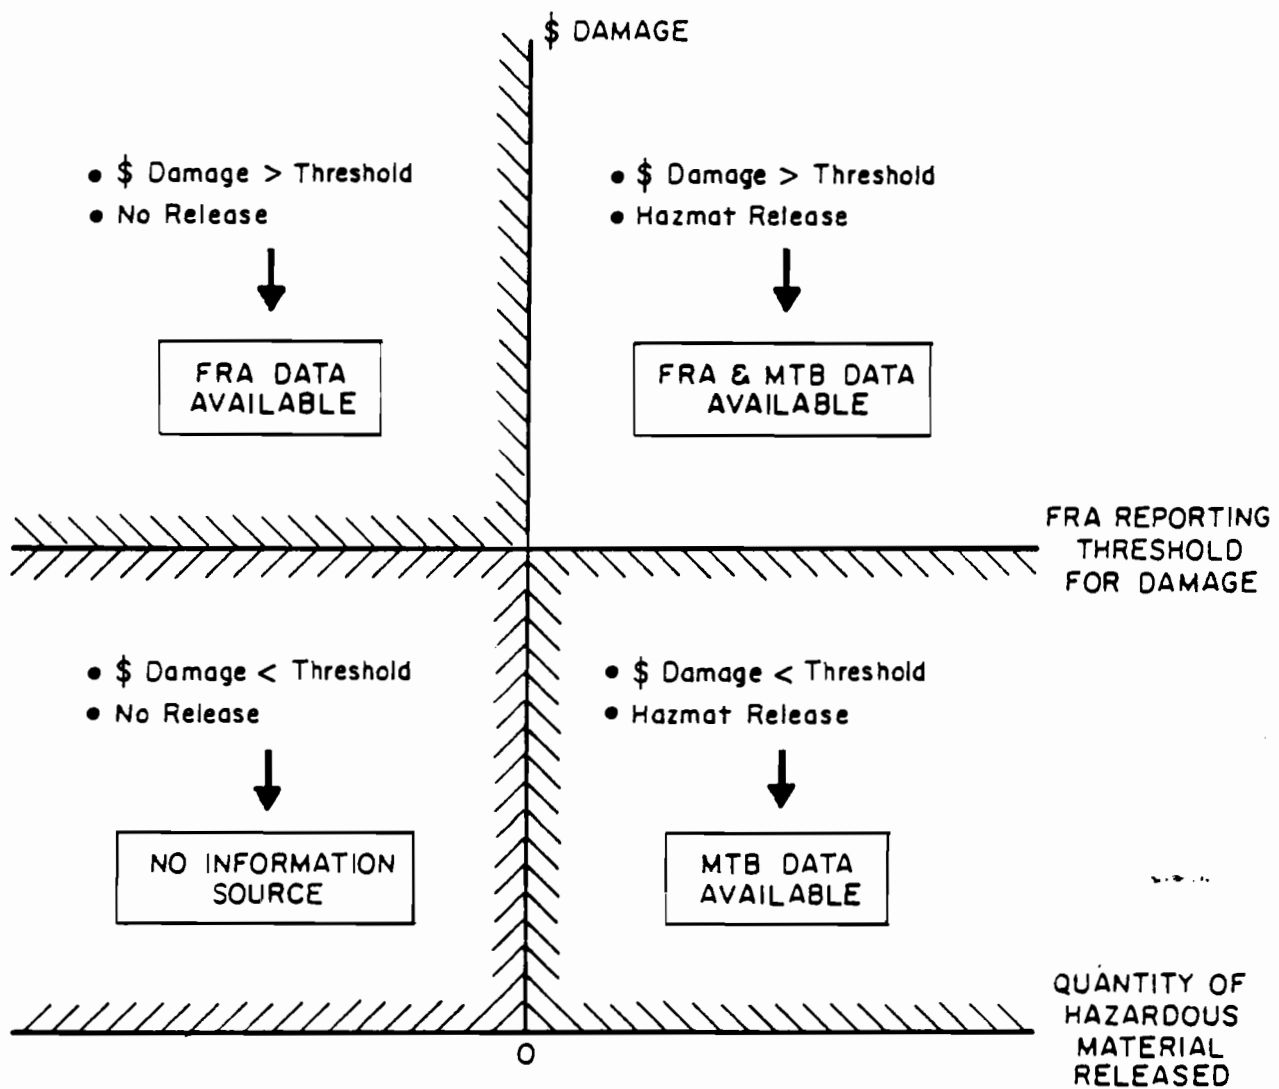 $ DAMAGE
• $ Damage > Threshold
• No Release
FRA DATA
AVAILABLE
• $ Damage > Threshold
• Hazmat Release
FRA & MTB DATA
AVAILABLE
FRA REPORTING
THRESHOLD
FOR DAMAGE
• $ Damage < Threshold
• No Release
NO INFORMATION
SOURCE
• $ Damage < Threshold
• Hazmat Release
MTB DATA
AVAILABLE
QUANTITY OF
HAZARDOUS
MATERIAL
RELEASED
0